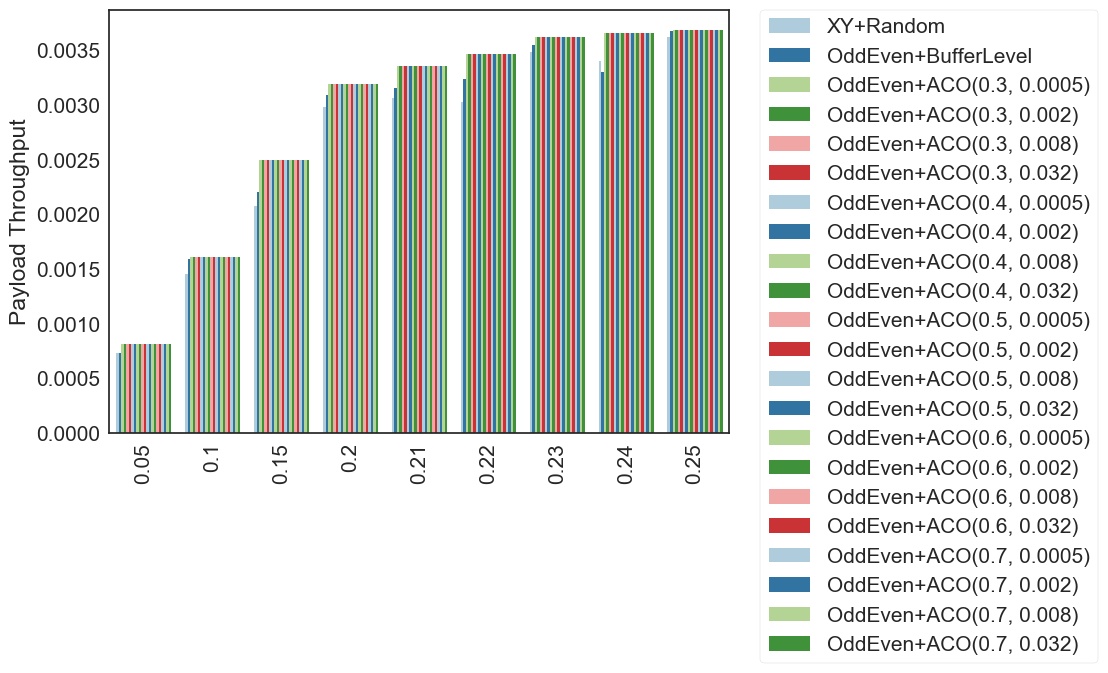 Payload Throughput
0.0035
0.0030
0.0025
0.0020
0.0015
0.0010
0.0005
0.0000
0.05
0.1
0.15
0.2
0.21
0.22
0.23
0.24
0.25
XY+Random
OddEven+BufferLevel
OddEven+ACO(0.3, 0.0005)
OddEven+ACO(0.3, 0.002)
OddEven+ACO(0.3, 0.008)
OddEven+ACO(0.3, 0.032)
OddEven+ACO(0.4, 0.0005)
OddEven+ACO(0.4, 0.002)
OddEven+ACO(0.4, 0.008)
OddEven+ACO(0.4, 0.032)
OddEven+ACO(0.5, 0.0005)
OddEven+ACO(0.5, 0.002)
OddEven+ACO(0.5, 0.008)
OddEven+ACO(0.5, 0.032)
OddEven+ACO(0.6, 0.0005)
OddEven+ACO(0.6, 0.002)
OddEven+ACO(0.6, 0.008)
OddEven+ACO(0.6, 0.032)
OddEven+ACO(0.7, 0.0005)
OddEven+ACO(0.7, 0.002)
OddEven+ACO(0.7, 0.008)
OddEven+ACO(0.7, 0.032)